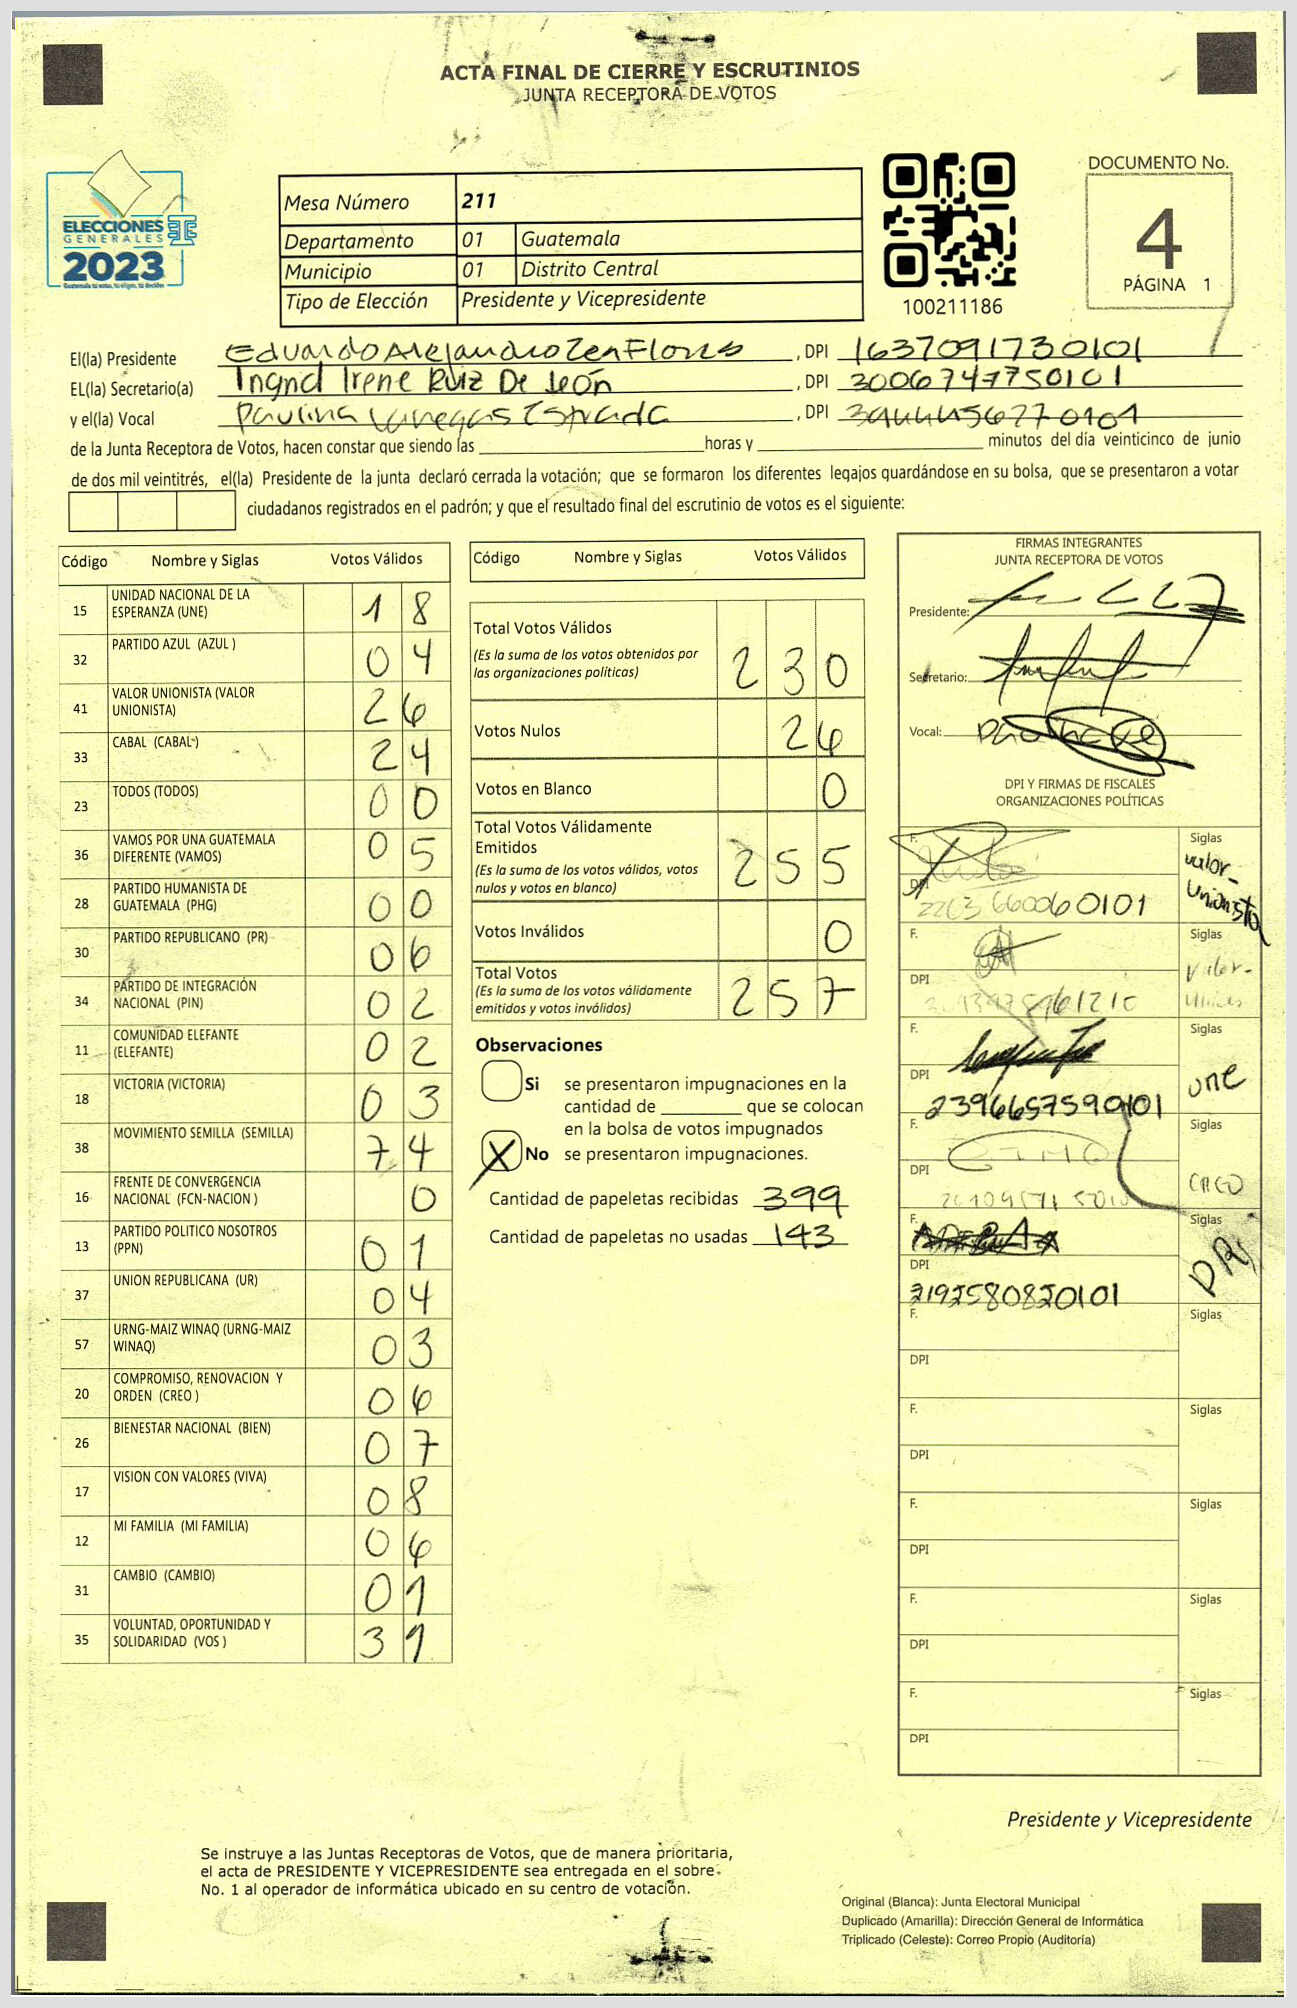 ACTA FINAL DE CIERRE Y ESCRUTINIOS
JUNTA RECEPTORA DE VOTOS
ELECCIONES
GENERALES
2023
Mesa Número 211
Departamento 01 Guatemala
Municipio 01 Distrito Central
Tipo de Elección Presidente y Vicepresidente
100211186
DOCUMENTO No.
4
PÁGINA 1
El(la) Presidente Eduardo Alejandro Zea Flores , DPI 1637091730101
EL(la) Secretario(a) Ingrid Irene Ruiz De León , DPI 3006747750101
y el(la) Vocal Paulina Vanegas Estrada , DPI
de la Junta Receptora de Votos, hacen constar que siendo las horas y minutos del día veinticinco de junio
de dos mil veintitrés, el(la) Presidente de la junta declaró cerrada la votación; que se formaron los diferentes legajos guardándose en su bolsa, que se presentaron a votar
ciudadanos registrados en el padrón; y que el resultado final del escrutinio de votos es el siguiente:
Código Nombre y Siglas Votos Válidos
15 UNIDAD NACIONAL DE LA ESPERANZA (UNE) 18
32 PARTIDO AZUL (AZUL ) 04
41 VALOR UNIONISTA (VALOR UNIONISTA) 26
33 CABAL (CABAL ) 24
23 TODOS (TODOS) 00
36 VAMOS POR UNA GUATEMALA DIFERENTE (VAMOS) 05
28 PARTIDO HUMANISTA DE GUATEMALA (PHG) 00
30 PARTIDO REPUBLICANO (PR) 06
34 PARTIDO DE INTEGRACIÓN NACIONAL (PIN) 02
11 COMUNIDAD ELEFANTE (ELEFANTE) 02
18 VICTORIA (VICTORIA) 03
38 MOVIMIENTO SEMILLA (SEMILLA) 74
16 FRENTE DE CONVERGENCIA NACIONAL (FCN-NACION ) 0
13 PARTIDO POLITICO NOSOTROS (PPN) 01
37 UNION REPUBLICANA (UR) 04
57 URNG-MAIZ WINAQ (URNG-MAIZ WINAQ) 03
20 COMPROMISO, RENOVACION Y ORDEN (CREO ) 06
26 BIENESTAR NACIONAL (BIEN) 07
17 VISION CON VALORES (VIVA) 08
12 MI FAMILIA (MI FAMILIA) 06
31 CAMBIO (CAMBIO) 01
35 VOLUNTAD, OPORTUNIDAD Y SOLIDARIDAD (VOS ) 31
Código Nombre y Siglas Votos Válidos
Total Votos Válidos 230
(Es la suma de los votos obtenidos por
las organizaciones políticas)
Votos Nulos 26
Votos en Blanco 0
Total Votos Válidamente
Emitidos 255
(Es la suma de los votos válidos, votos
nulos y votos en blanco)
Votos Inválidos 0
Total Votos 257
(Es la suma de los votos válidamente
emitidos y votos inválidos)
Observaciones
Si se presentaron impugnaciones en la
cantidad de que se colocan
en la bolsa de votos impugnados
X No se presentaron impugnaciones.
Cantidad de papeletas recibidas 399
Cantidad de papeletas no usadas 143
FIRMAS INTEGRANTES
JUNTA RECEPTORA DE VOTOS
Presidente:
Secretario:
Vocal:
DPI Y FIRMAS DE FISCALES
ORGANIZACIONES POLÍTICAS
F. Siglas
valor-
Unionista
DPI
F. Siglas
Valor-
DPI
F. Siglas
une
DPI 2396657590101
F. Siglas
CREO
DPI
F. Siglas
DPI 2192580820101
F. Siglas
DPI
F. Siglas
DPI
F. Siglas
DPI
F. Siglas
DPI
F. Siglas
DPI
Presidente y Vicepresidente
Se instruye a las Juntas Receptoras de Votos, que de manera prioritaria,
el acta de PRESIDENTE Y VICEPRESIDENTE sea entregada en el sobre
No. 1 al operador de informática ubicado en su centro de votación.
Original (Blanca): Junta Electoral Municipal
Duplicado (Amarilla): Dirección General de Informática
Triplicado (Celeste): Correo Propio (Auditoría)